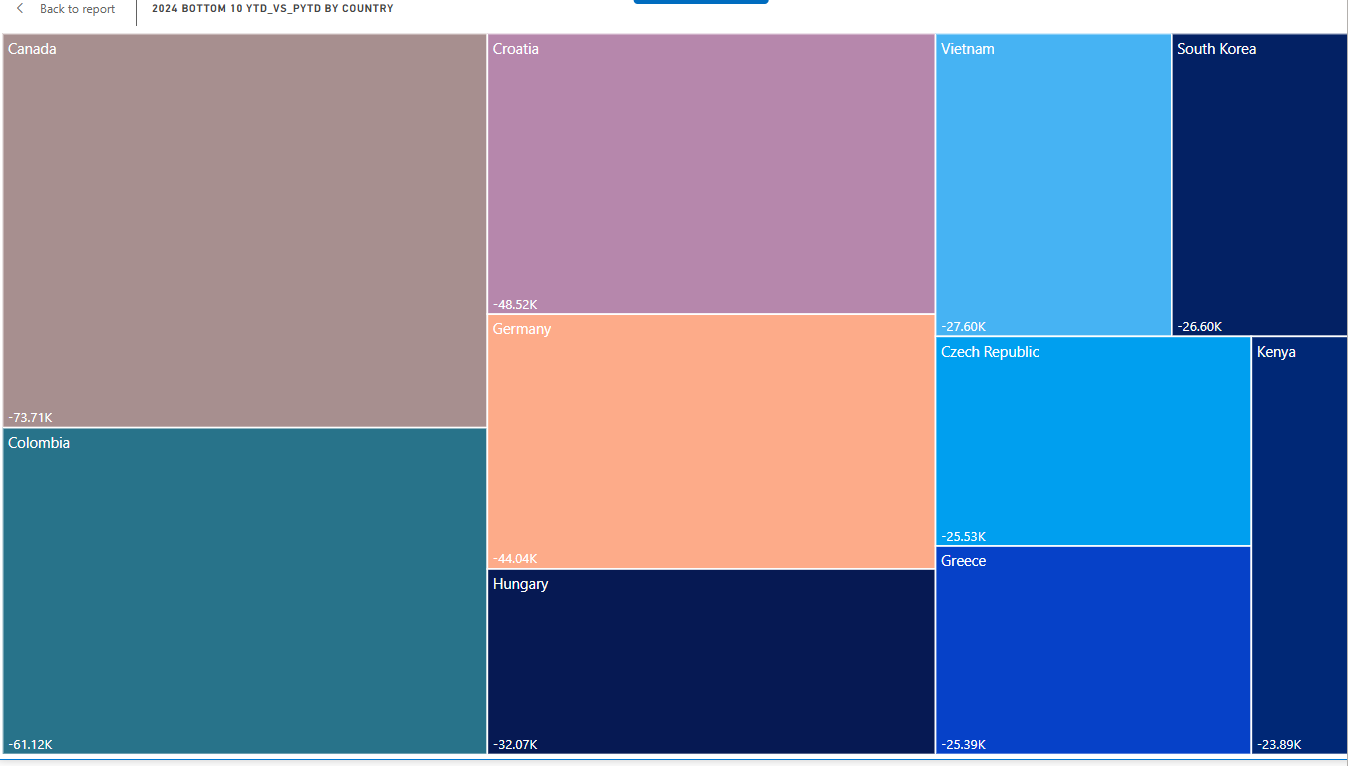 Back to report
2024 BOTTOM 10 YTD_VS_PYTD BY COUNTRY
Canada
-73.71K
Colombia
-61.12K
Croatia
-48.52K
Germany
-44.04K
Hungary
-32.07K
Vietnam
-27.60K
South Korea
-26.60K
Czech Republic
-25.53K
Greece
-25.39K
Kenya
-23.89K